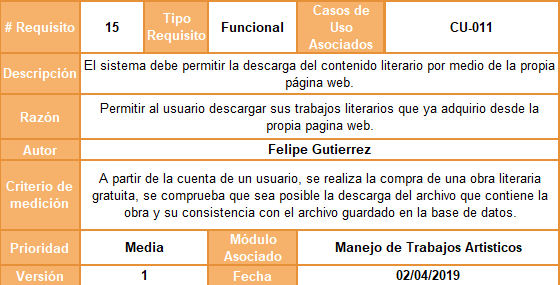 # Requisito 15 Tipo Requisito Funcional Casos de Uso Asociados CU-011
Descripción El sistema debe permitir la descarga del contenido literario por medio de la propia
página web.
Razón Permitir al usuario descargar sus trabajos literarios que ya adquirio desde la
propia pagina web.
Autor Felipe Gutierrez
Criterio de medición A partir de la cuenta de un usuario, se realiza la compra de una obra literaria
gratuita, se comprueba que sea posible la descarga del archivo que contiene la
obra y su consistencia con el archivo guardado en la base de datos.
Prioridad Media Módulo Asociado Manejo de Trabajos Artisticos
Versión 1 Fecha 02/04/2019